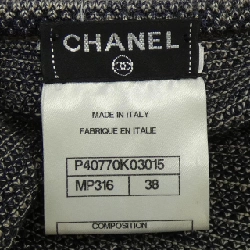 CHANEL
MADE IN ITALY
FABRIQUE EN ITALIE
P40770K03015
MP316 38
COMPOSITION